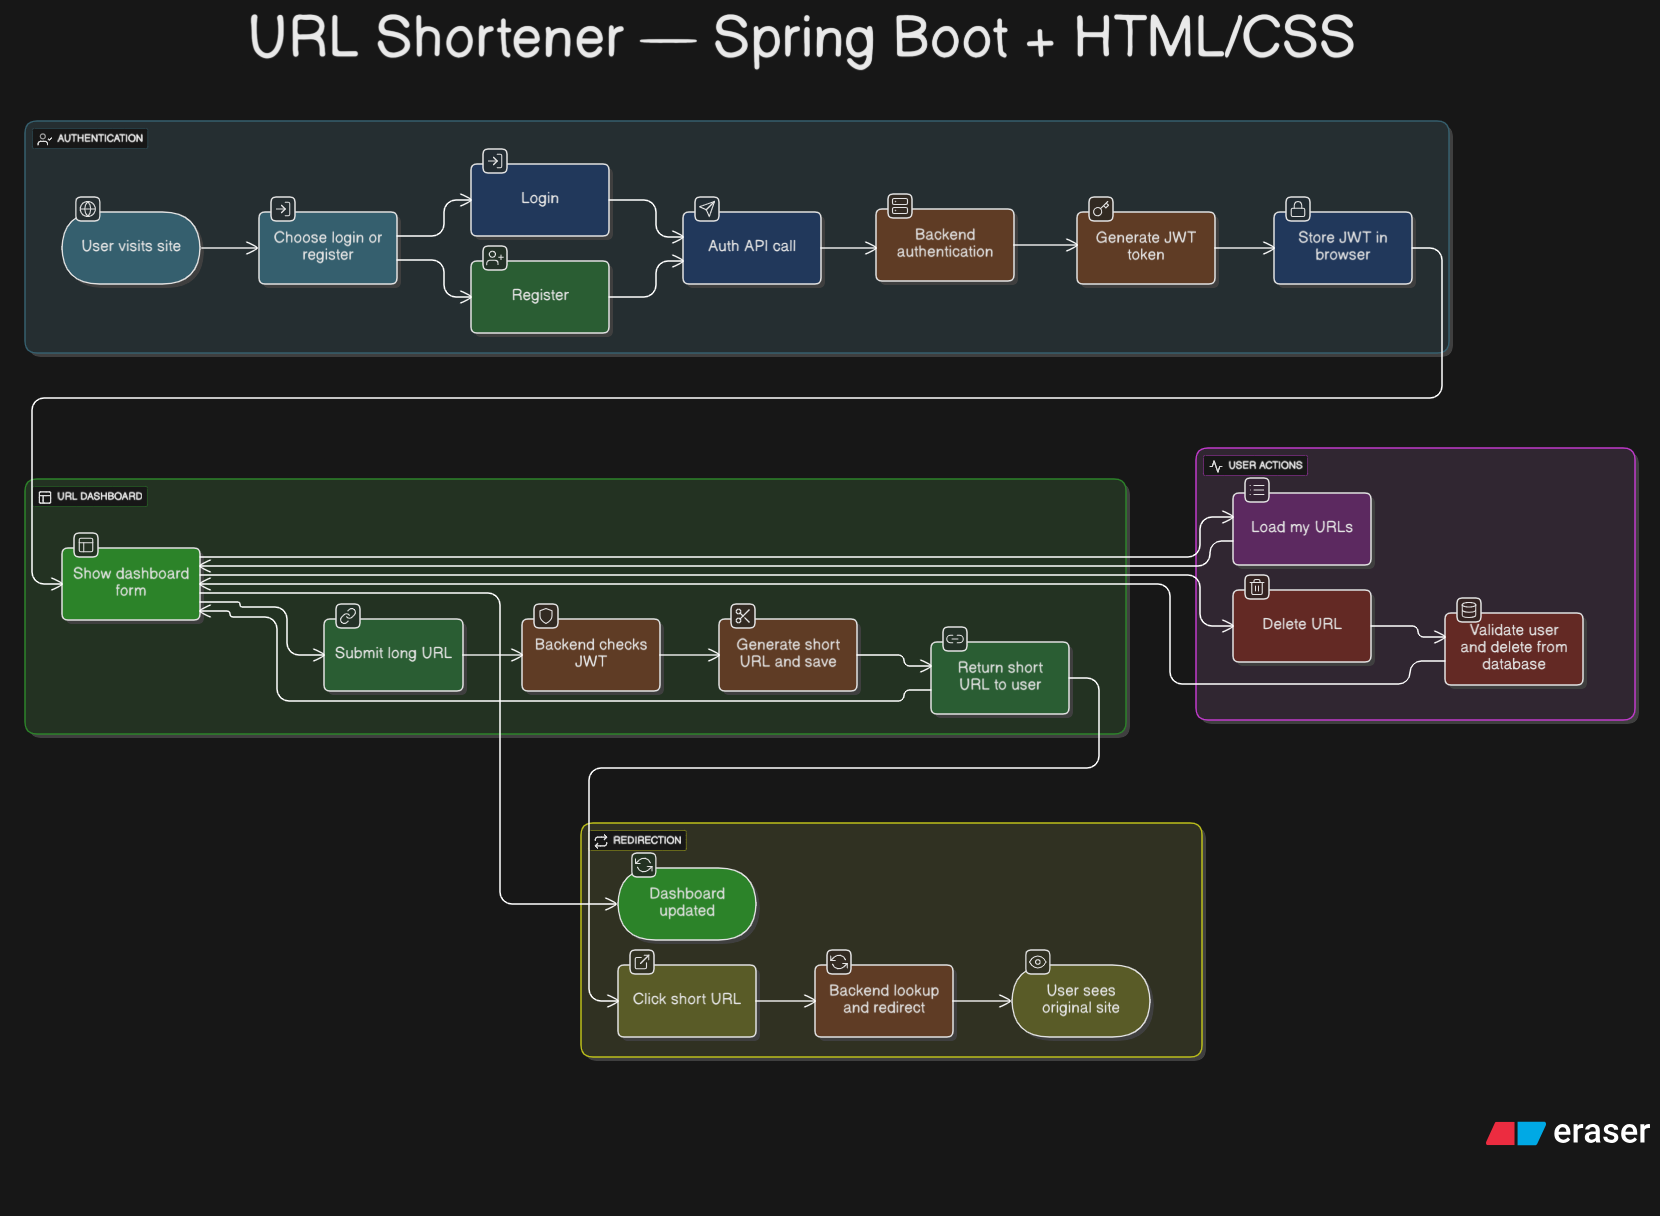 URL Shortener — Spring Boot + HTML/CSS
AUTHENTICATION
User visits site
Choose login or
register
Login
Register
Auth API call
Backend
authentication
Generate JWT
token
Store JWT in
browser
URL DASHBOARD
Show dashboard
form
Submit long URL
Backend checks
JWT
Generate short
URL and save
Return short
URL to user
USER ACTIONS
Load my URLs
Delete URL
Validate user
and delete from
database
REDIRECTION
Dashboard
updated
Click short URL
Backend lookup
and redirect
User sees
original site
eraser